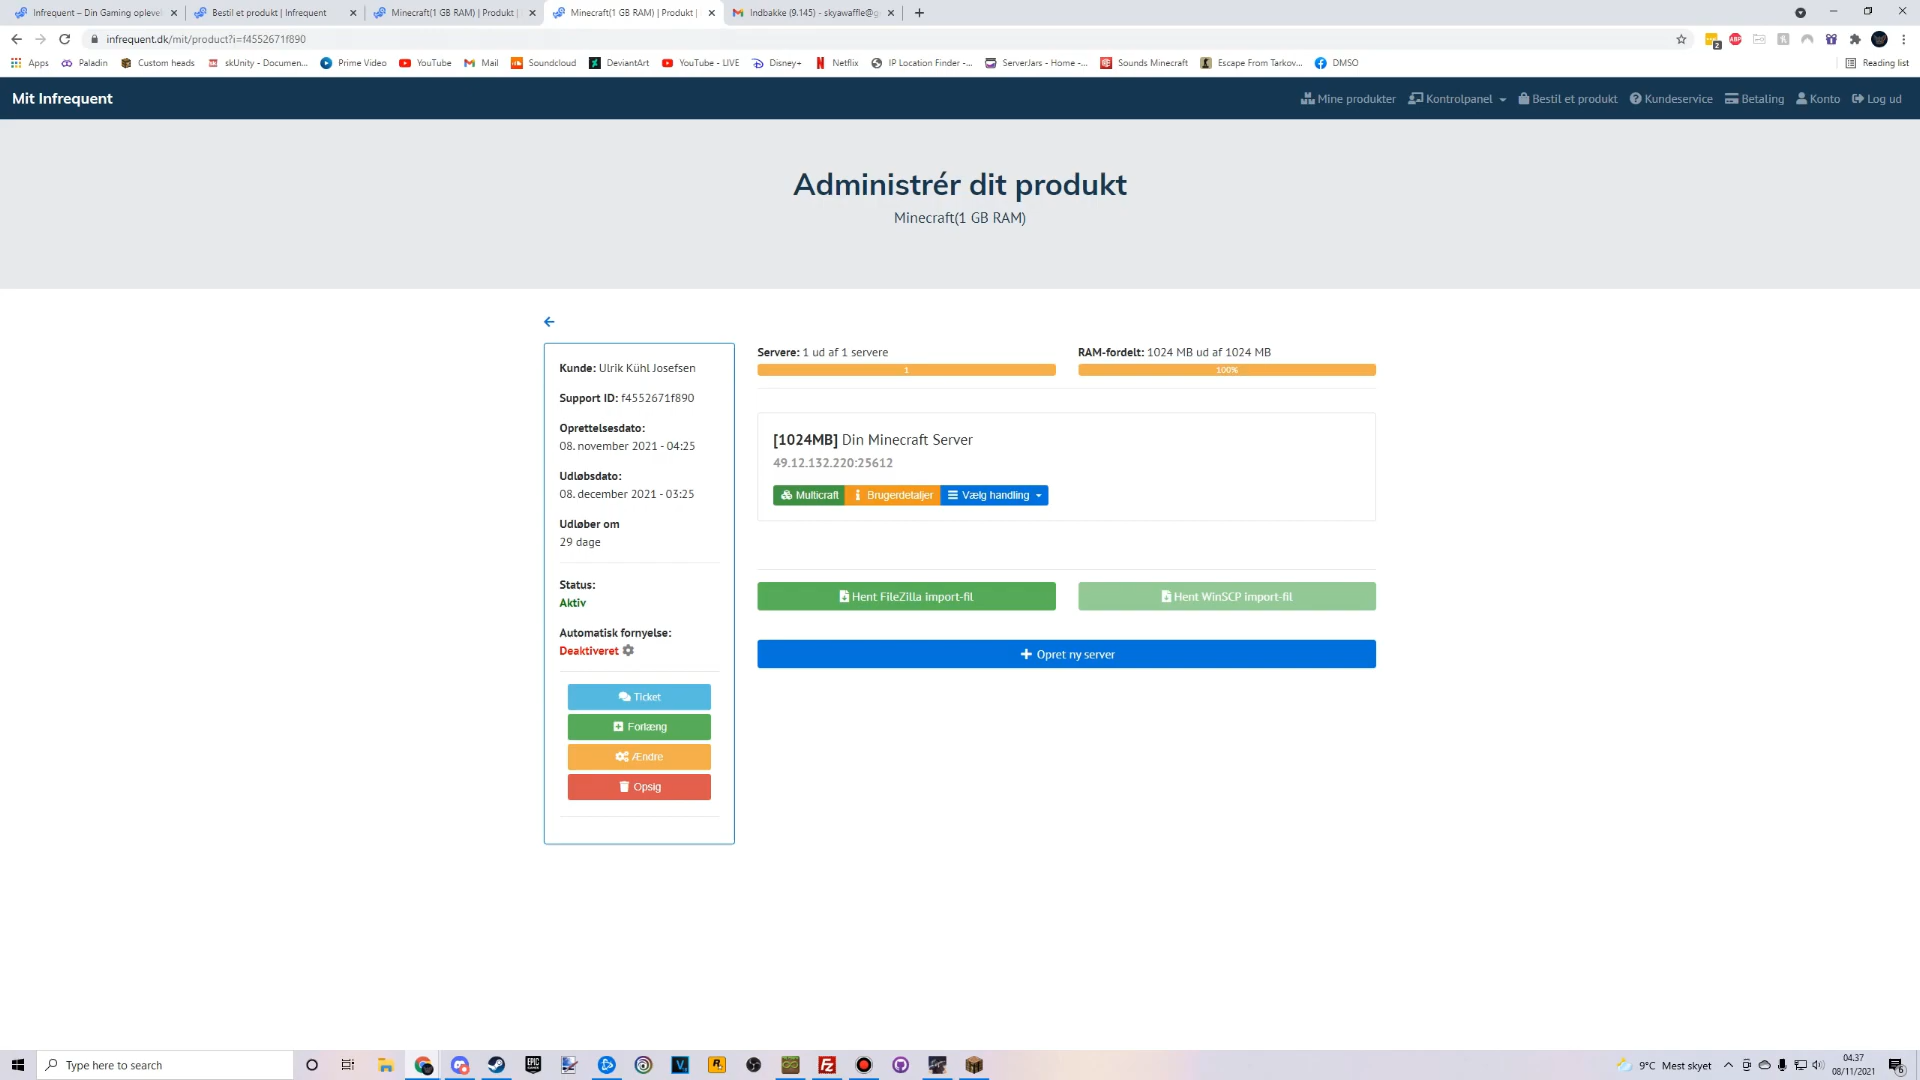 Infrequent – Din Gaming oplevel
Bestil et produkt | Infrequent
Minecraft(1 GB RAM) | Produkt |
Minecraft(1 GB RAM) | Produkt |
Indbakke (9.145) - skyawaffle@g
infrequent.dk/mit/product?i=f4552671f890
Apps
Paladin
Custom heads
skUnity - Documen...
Prime Video
YouTube
Mail
Soundcloud
DeviantArt
YouTube - LIVE
Disney+
Netflix
IP Location Finder -...
ServerJars - Home -...
Sounds Minecraft
Escape From Tarkov...
DMSO
Reading list
Mit Infrequent
Mine produkter
Kontrolpanel
Bestil et produkt
Kundeservice
Betaling
Konto
Log ud
Administrér dit produkt
Minecraft(1 GB RAM)
Kunde: Ulrik Kühl Josefsen
Support ID: f4552671f890
Oprettelsesdato:
08. november 2021 - 04:25
Udløbsdato:
08. december 2021 - 03:25
Udløber om
29 dage
Status:
Aktiv
Automatisk fornyelse:
Deaktiveret
Ticket
Forlæng
Ændre
Opsig
Servere: 1 ud af 1 servere
1
RAM-fordelt: 1024 MB ud af 1024 MB
100%
[1024MB] Din Minecraft Server
49.12.132.220:25612
Multicraft
Brugerdetaljer
Vælg handling
Hent FileZilla import-fil
Hent WinSCP import-fil
Opret ny server
Type here to search
9°C Mest skyet
04.37
08/11/2021